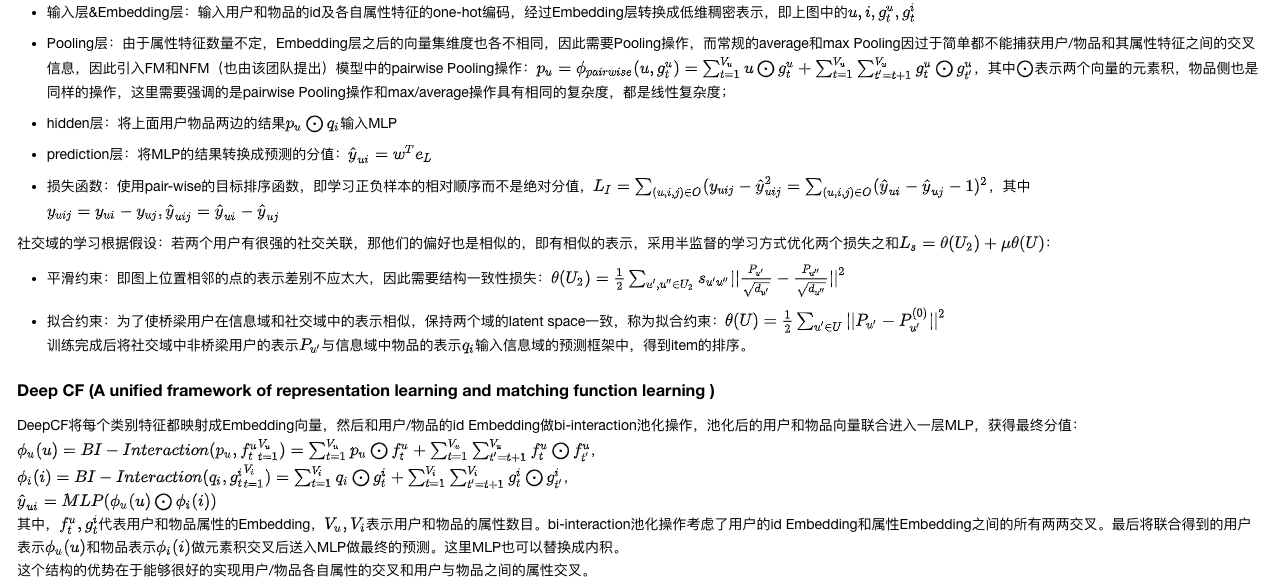 • 输入层&Embedding层：输入用户和物品的id及各自属性特征的one-hot编码，经过Embedding层转换成低维稠密表示，即上图中的$u, i, g_t^u, g_t^i$
• Pooling层：由于属性特征数量不定，Embedding层之后的向量集维度也各不相同，因此需要Pooling操作，而常规的average和max Pooling因过于简单都不能捕获用户/物品和其属性特征之间的交叉
信息，因此引入FM和NFM（也由该团队提出）模型中的pairwise Pooling操作：$p_u = \phi_{pairwise}(u, g_t^u) = \sum_{t=1}^{V_u} u \bigodot g_t^u + \sum_{t=1}^{V_u} \sum_{t'=t+1}^{V_u} g_t^u \bigodot g_{t'}^u$，其中$\bigodot$表示两个向量的元素积，物品侧也是
同样的操作，这里需要强调的是pairwise Pooling操作和max/average操作具有相同的复杂度，都是线性复杂度；
• hidden层：将上面用户物品两边的结果$p_u \bigodot q_i$输入MLP
• prediction层：将MLP的结果转换成预测的分值：$\hat{y}_{ui} = w^T e_L$
• 损失函数：使用pair-wise的目标排序函数，即学习正负样本的相对顺序而不是绝对分值，$L_I = \sum_{(u,i,j) \in O} (y_{uij} - \hat{y}_{uij}^2 = \sum_{(u,i,j) \in O} (\hat{y}_{ui} - \hat{y}_{uj} - 1)^2$，其中
$y_{uij} = y_{ui} - y_{uj}, \hat{y}_{uij} = \hat{y}_{ui} - \hat{y}_{uj}$
社交域的学习根据假设：若两个用户有很强的社交关联，那他们的偏好也是相似的，即有相似的表示，采用半监督的学习方式优化两个损失之和$L_s = \theta(U_2) + \mu\theta(U)$：
• 平滑约束：即图上位置相邻的点的表示差别不应太大，因此需要结构一致性损失：$\theta(U_2) = \frac{1}{2} \sum_{u',u'' \in U_2} s_{u'u''} || \frac{P_{u'}}{\sqrt{d_{u'}}} - \frac{P_{u''}}{\sqrt{d_{u''}}} ||^2$
• 拟合约束：为了使桥梁用户在信息域和社交域中的表示相似，保持两个域的latent space一致，称为拟合约束：$\theta(U) = \frac{1}{2} \sum_{u' \in U} ||P_{u'} - P_{u'}^{(0)}||^2$
训练完成后将社交域中非桥梁用户的表示$P_{u'}$与信息域中物品的表示$q_i$输入信息域的预测框架中，得到item的排序。
Deep CF (A unified framework of representation learning and matching function learning )
DeepCF将每个类别特征都映射成Embedding向量，然后和用户/物品的id Embedding做bi-interaction池化操作，池化后的用户和物品向量联合进入一层MLP，获得最终分值：
$\phi_u(u) = BI - Interaction(p_u, f_t^u{}_{t=1}^{V_u}) = \sum_{t=1}^{V_u} p_u \bigodot f_t^u + \sum_{t=1}^{V_u} \sum_{t'=t+1}^{V_u} f_t^u \bigodot f_{t'}^u$,
$\phi_i(i) = BI - Interaction(q_i, g_t^i{}_{t=1}^{V_i}) = \sum_{t=1}^{V_i} q_i \bigodot g_t^i + \sum_{t=1}^{V_i} \sum_{t'=t+1}^{V_i} g_t^i \bigodot g_{t'}^i$,
$\hat{y}_{ui} = MLP(\phi_u(u) \bigodot \phi_i(i))$
其中，$f_t^u, g_t^i$代表用户和物品属性的Embedding，$V_u, V_i$表示用户和物品的属性数目。bi-interaction池化操作考虑了用户的id Embedding和属性Embedding之间的所有两两交叉。最后将联合得到的用户
表示$\phi_u(u)$和物品表示$\phi_i(i)$做元素积交叉后送入MLP做最终的预测。这里MLP也可以替换成内积。
这个结构的优势在于能够很好的实现用户/物品各自属性的交叉和用户与物品之间的属性交叉。